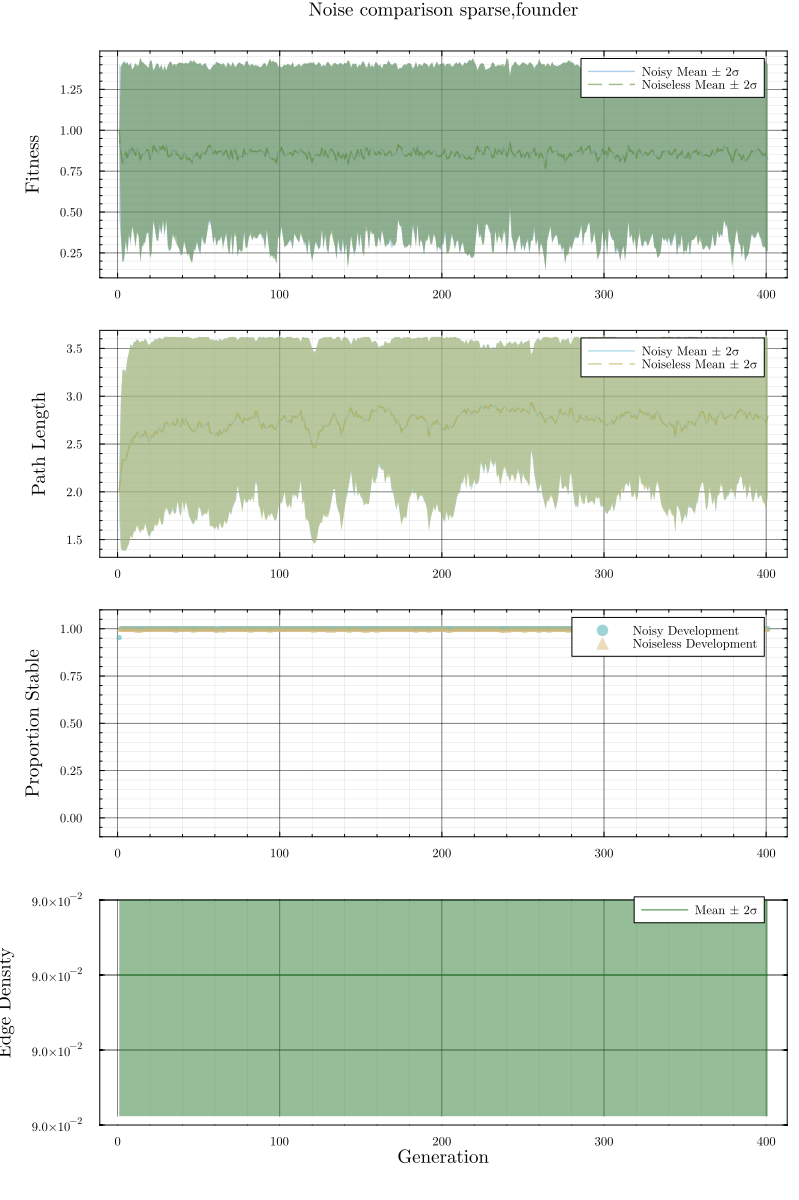 Noise comparison sparse,founder
Noisy Mean ± 2σ
Noiseless Mean ± 2σ
Fitness
1.25
1.00
0.75
0.50
0.25
0 100 200 300 400
Noisy Mean ± 2σ
Noiseless Mean ± 2σ
Path Length
3.5
3.0
2.5
2.0
1.5
0 100 200 300 400
Noisy Development
Noiseless Development
Proportion Stable
1.00
0.75
0.50
0.25
0.00
0 100 200 300 400
Mean ± 2σ
Edge Density
9.0×10⁻²
9.0×10⁻²
9.0×10⁻²
9.0×10⁻²
0 100 200 300 400
Generation